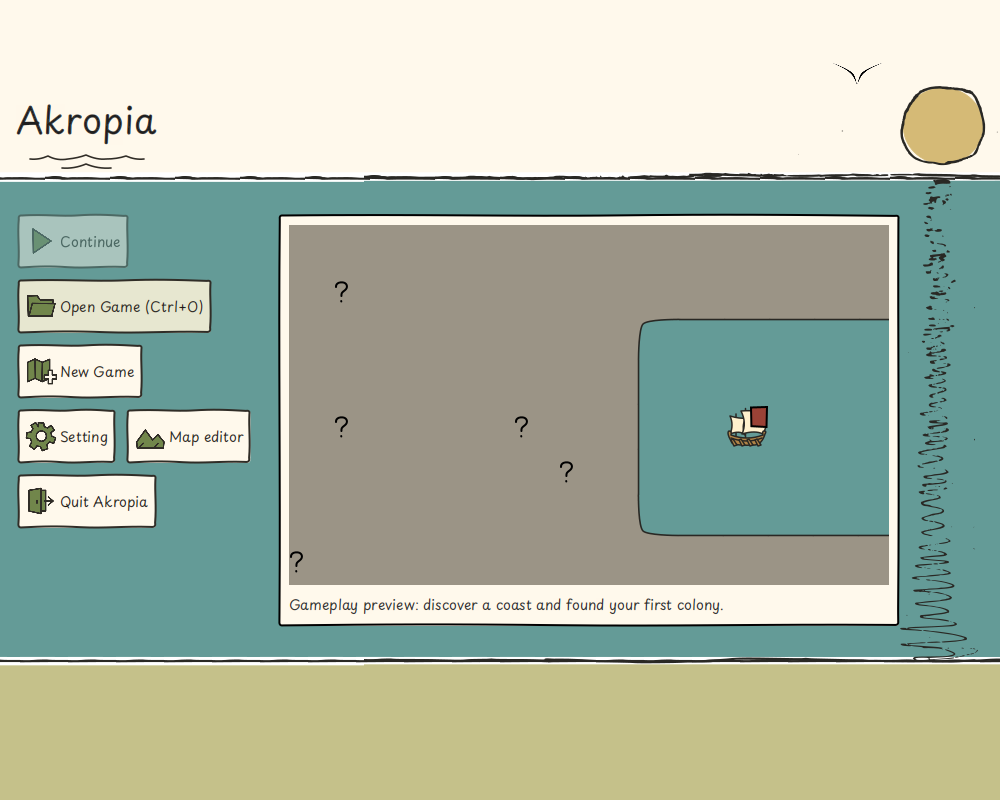 Akropia
Continue
Open Game (Ctrl+O)
New Game
Setting
Map editor
Quit Akropia
?
?
?
?
?
Gameplay preview: discover a coast and found your first colony.